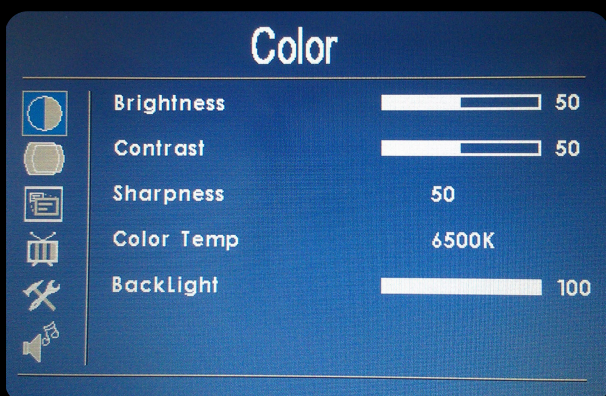 Color
Brightness 50
Contrast 50
Sharpness 50
Color Temp 6500K
BackLight 100